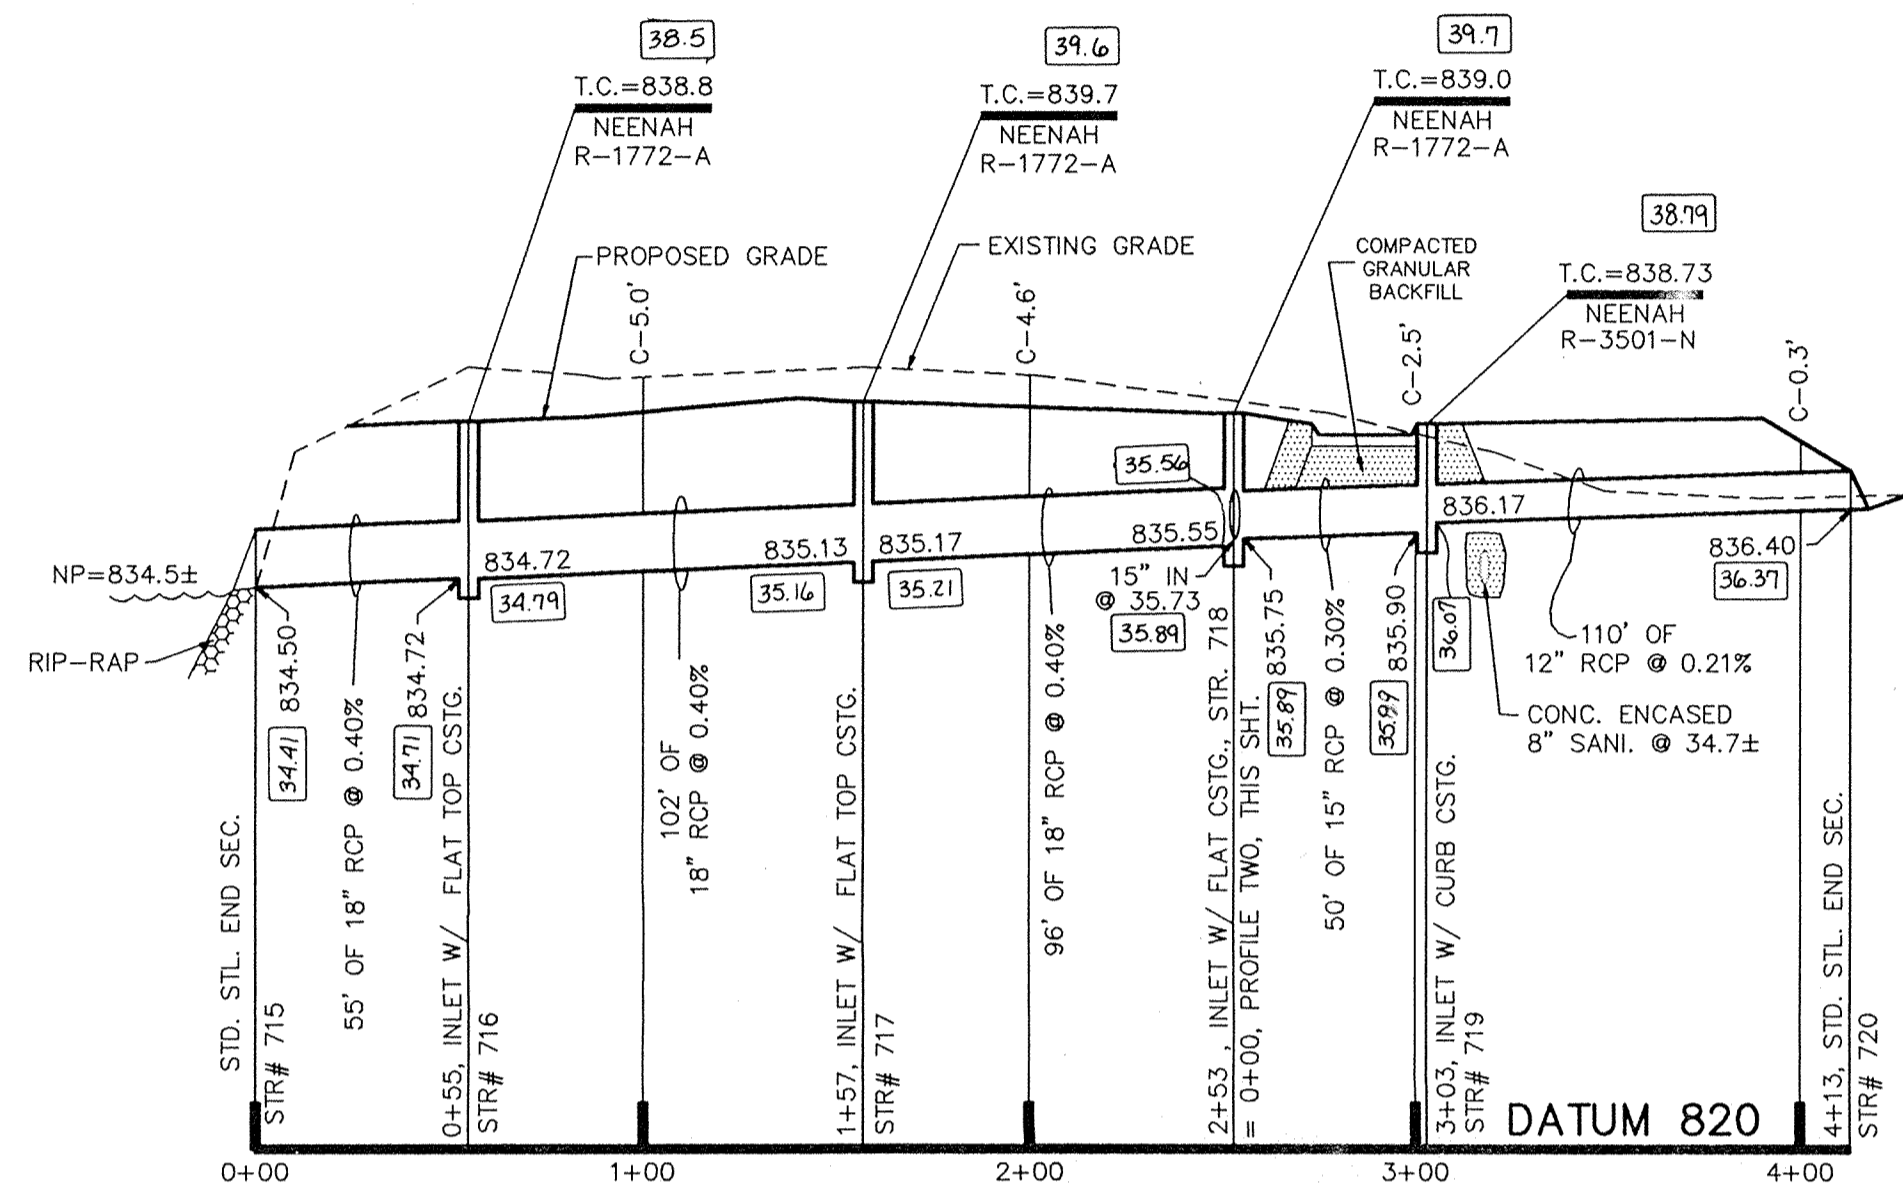 38.5
T.C.=838.8
NEENAH
R-1772-A
39.6
T.C.=839.7
NEENAH
R-1772-A
39.7
T.C.=839.0
NEENAH
R-1772-A
38.79
T.C.=838.73
NEENAH
R-3501-N
PROPOSED GRADE
EXISTING GRADE
COMPACTED
GRANULAR
BACKFILL
C-5.0'
C-4.6'
C-2.5'
C-0.3'
NP=834.5±
RIP-RAP
834.50
34.41
55' OF 18" RCP @ 0.40%
834.72
34.71
834.72
34.79
102' OF
18" RCP @ 0.40%
835.13
35.16
835.17
35.21
96' OF 18" RCP @ 0.40%
35.56
835.55
15" IN
@ 35.73
35.89
835.75
35.89
50' OF 15" RCP @ 0.30%
835.90
836.17
36.07
110' OF
12" RCP @ 0.21%
CONC. ENCASED
8" SANI. @ 34.7±
836.40
36.37
STD. STL. END SEC.
STR# 715
0+55, INLET W/ FLAT TOP CSTG.
STR# 716
1+57, INLET W/ FLAT TOP CSTG.
STR# 717
2+53 , INLET W/ FLAT CSTG., STR. 718
= 0+00, PROFILE TWO, THIS SHT.
3+03, INLET W/ CURB CSTG.
STR# 719
4+13, STD. STL. END SEC.
STR# 720
DATUM 820
0+00
1+00
2+00
3+00
4+00